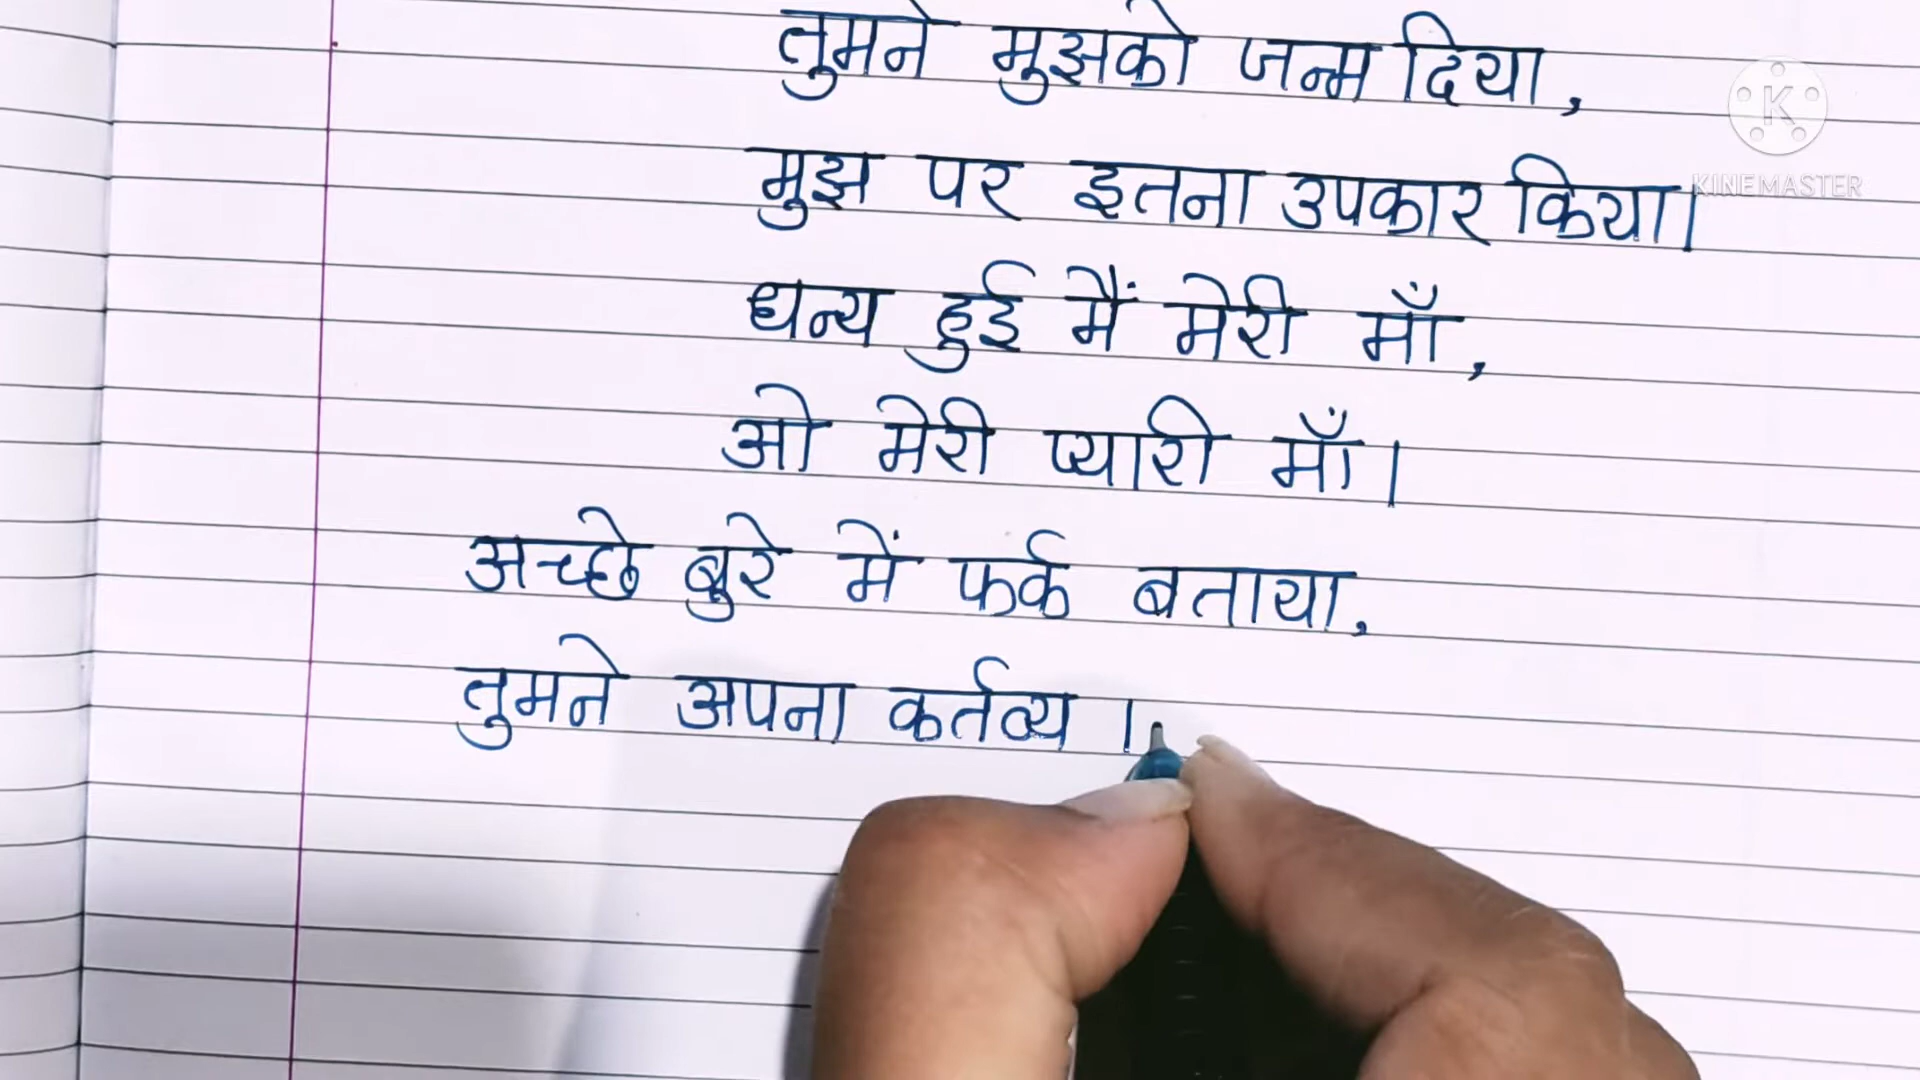 तुमने मुझको जन्म दिया,
मुझ पर इतना उपकार किया।
धन्य हुई मैं मेरी माँ,
ओ मेरी प्यारी माँ।
अच्छे बुरे में फर्क बताया,
तुमने अपना कर्तव्य ।
K
KINEMASTER